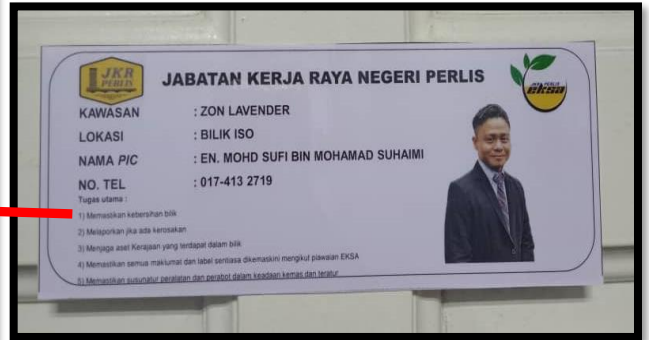 JKR
PERLIS
JABATAN KERJA RAYA NEGERI PERLIS
JKR PERLIS
eksa
KAWASAN : ZON LAVENDER
LOKASI : BILIK ISO
NAMA PIC : EN. MOHD SUFI BIN MOHAMAD SUHAIMI
NO. TEL : 017-413 2719
Tugas utama :
1) Memastikan kebersihan bilik
2) Melaporkan jika ada kerosakan
3) Menjaga aset Kerajaan yang terdapat dalam bilik
4) Memastikan semua maklumat dan label sentiasa dikemaskini mengikut piawaian EKSA
5) Memastikan susunatur peralatan dan perabot dalam keadaan kemas dan teratur